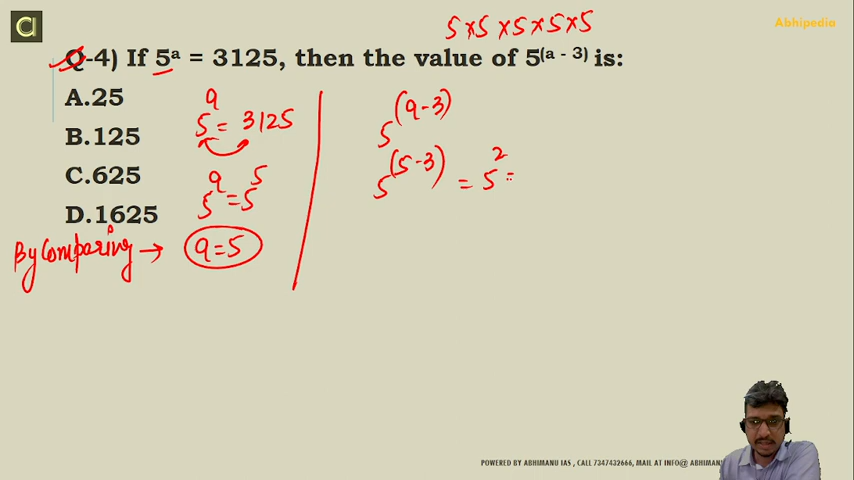 5×5×5×5×5
Abhipedia
Q-4) If 5ᵃ = 3125, then the value of 5⁽ᵃ ⁻ ³⁾ is:
A.25
B.125
C.625
D.1625
5ᵃ = 3125
5ᵃ = 5⁵
By Comparing → a=5
5⁽ᵃ⁻³⁾
5⁽⁵⁻³⁾ = 5² =
POWERED BY ABHIMANU IAS , CALL 7347432666, MAIL AT INFO@ ABHIMAN